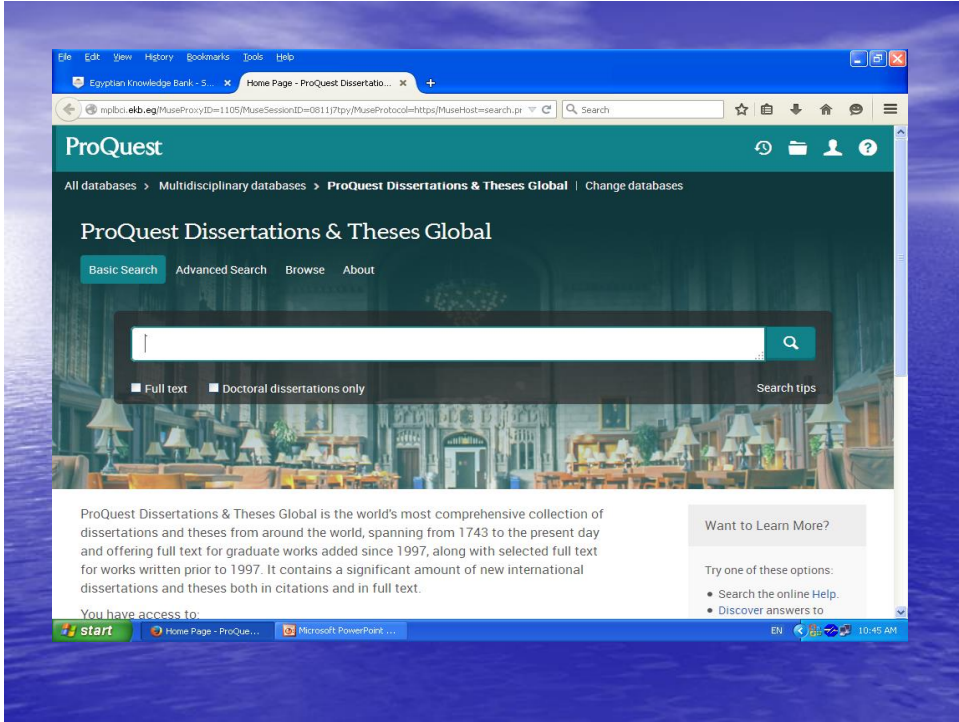 File Edit View History Bookmarks Tools Help
Egyptian Knowledge Bank - S... × Home Page - ProQuest Dissertatio... × +
mplbci.ekb.eg/MuseProxyID=1105/MuseSessionID=0811j7tpy/MuseProtocol=https/MuseHost=search.pr Search
ProQuest
All databases > Multidisciplinary databases > ProQuest Dissertations & Theses Global | Change databases
ProQuest Dissertations & Theses Global
Basic Search Advanced Search Browse About
Full text Doctoral dissertations only Search tips
ProQuest Dissertations & Theses Global is the world's most comprehensive collection of
dissertations and theses from around the world, spanning from 1743 to the present day
and offering full text for graduate works added since 1997, along with selected full text
for works written prior to 1997. It contains a significant amount of new international
dissertations and theses both in citations and in full text.
You have access to:
Want to Learn More?
Try one of these options:
• Search the online Help.
• Discover answers to
start Home Page - ProQue... Microsoft PowerPoint ... EN 10:45 AM